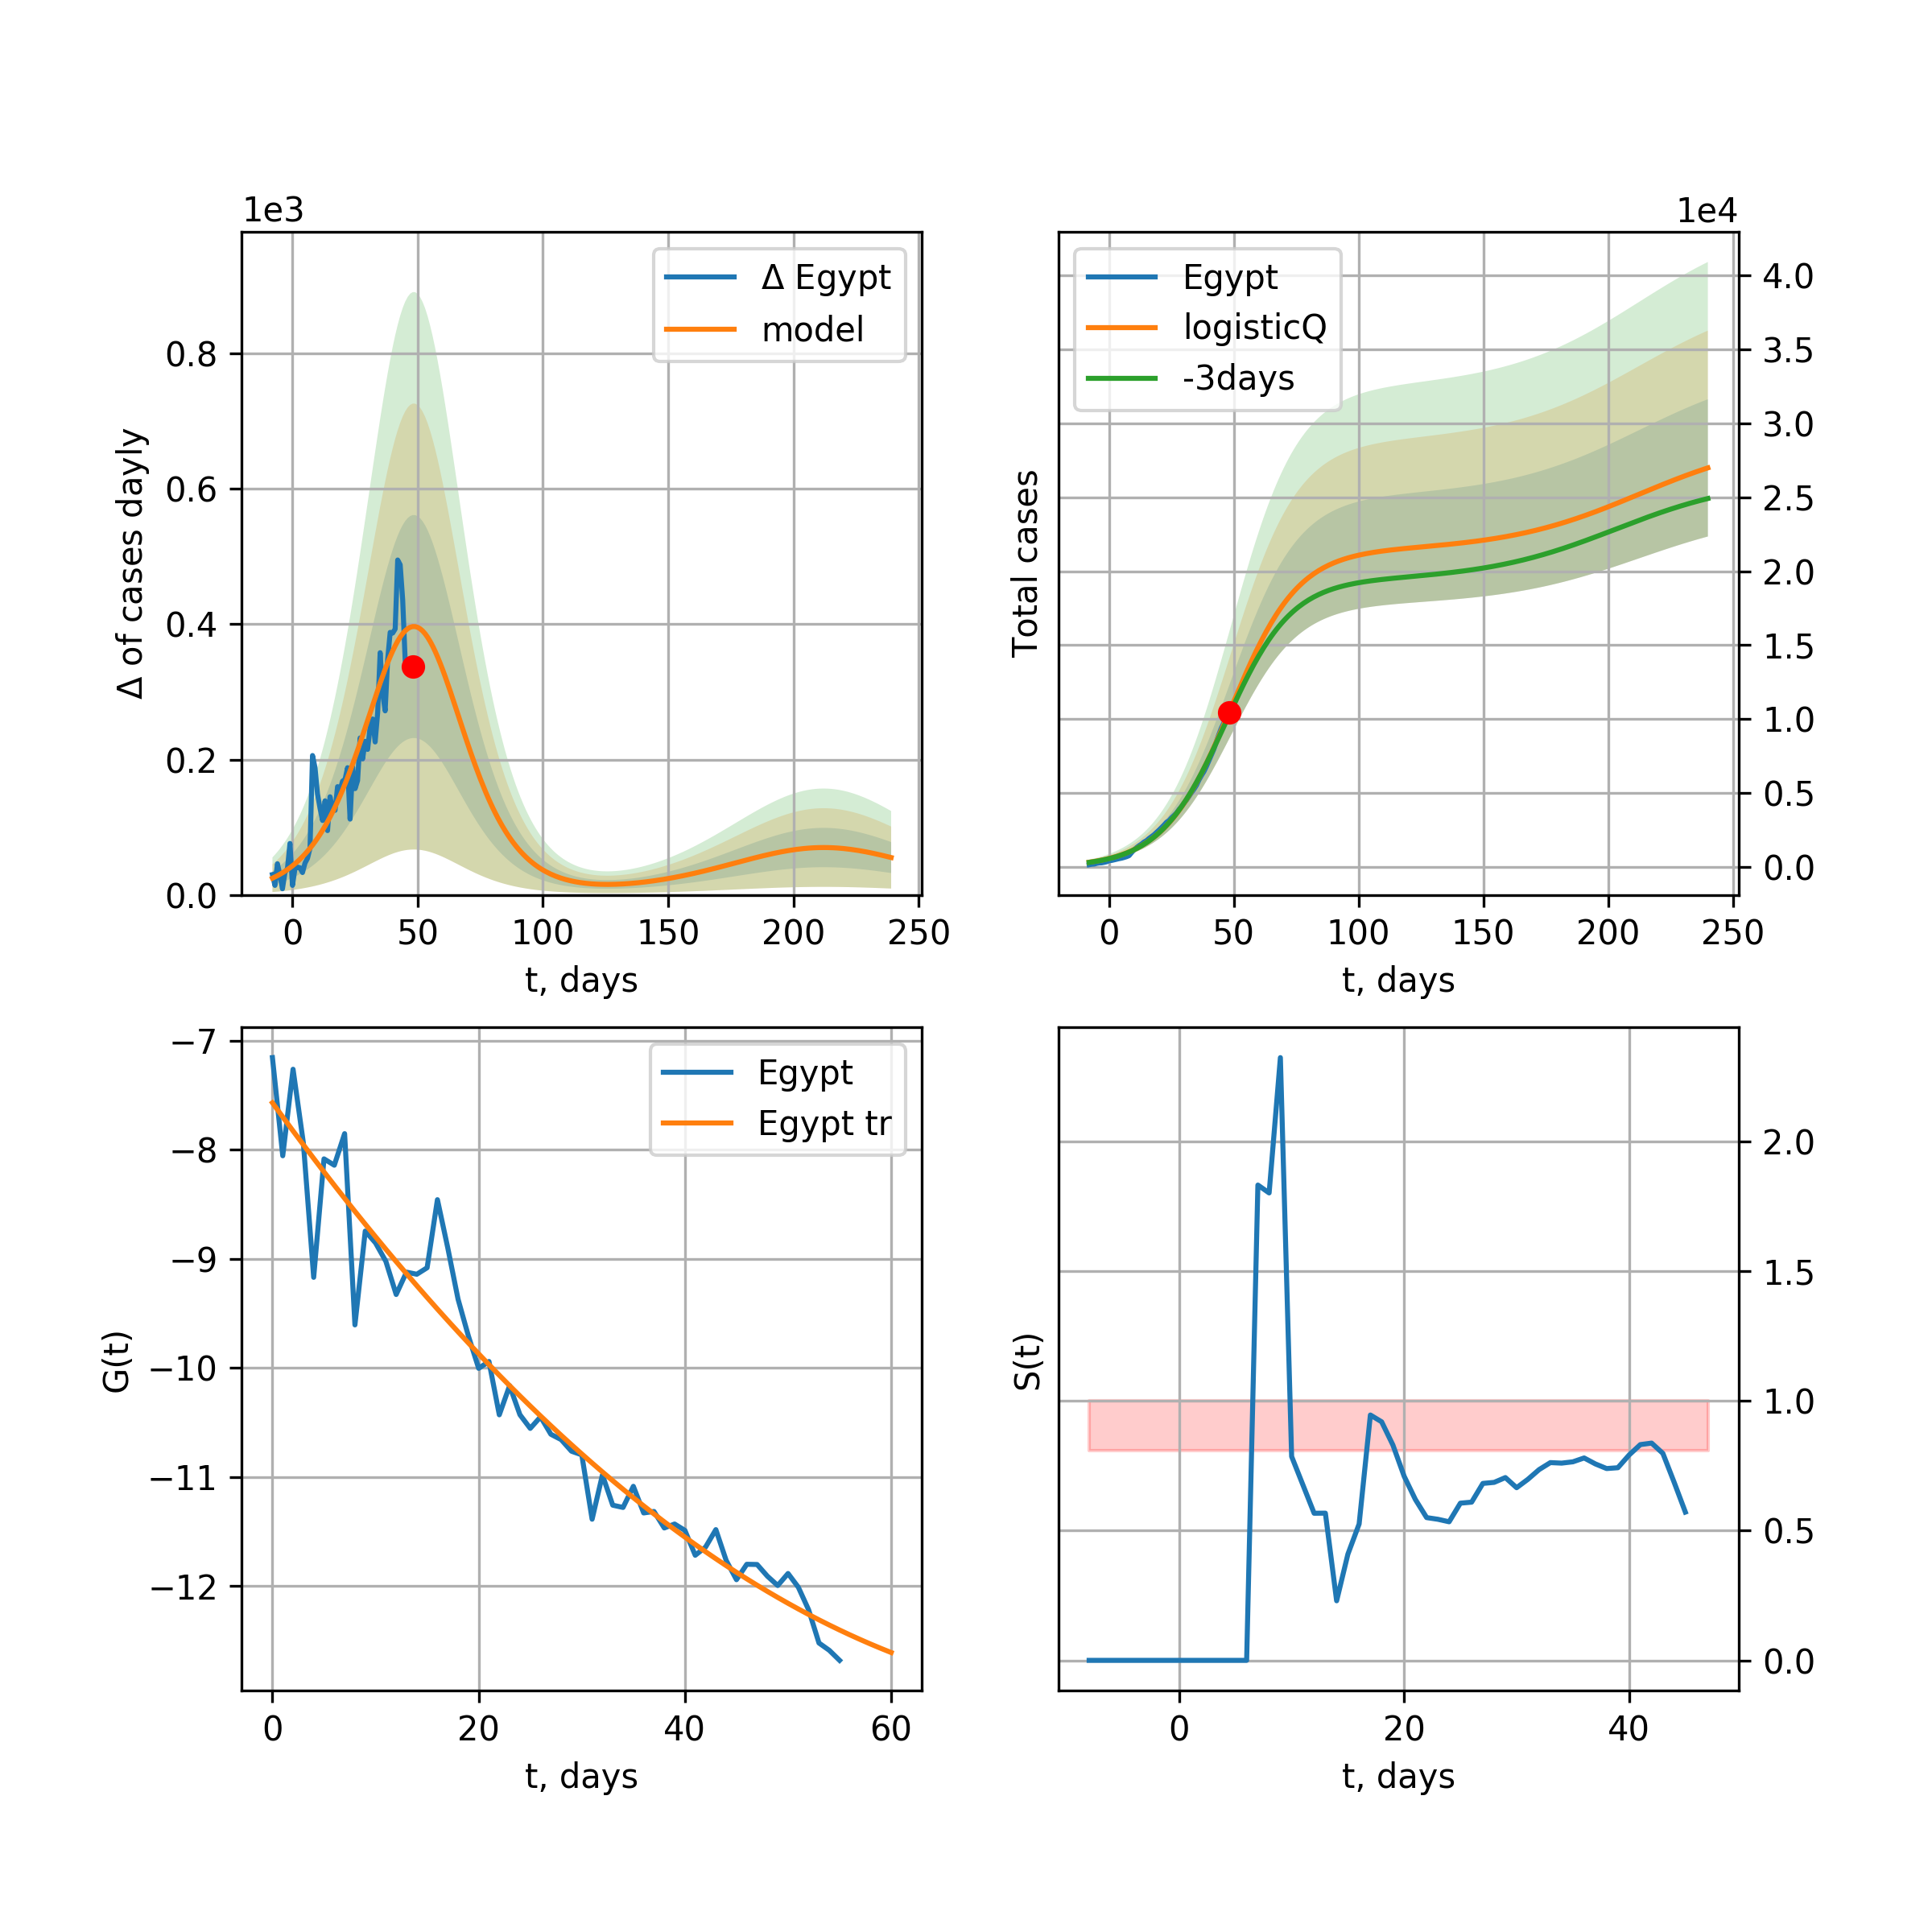 1e3
Δ Egypt
model
0.8
0.6
0.4
0.2
0.0
Δ of cases dayly
0 50 100 150 200 250
t, days
1e4
Egypt
logisticQ
-3days
4.0
3.5
3.0
2.5
2.0
1.5
1.0
0.5
0.0
Total cases
0 50 100 150 200 250
t, days
Egypt
Egypt tr
−7
−8
−9
−10
−11
−12
G(t)
0 20 40 60
t, days
2.0
1.5
1.0
0.5
0.0
S(t)
0 20 40
t, days